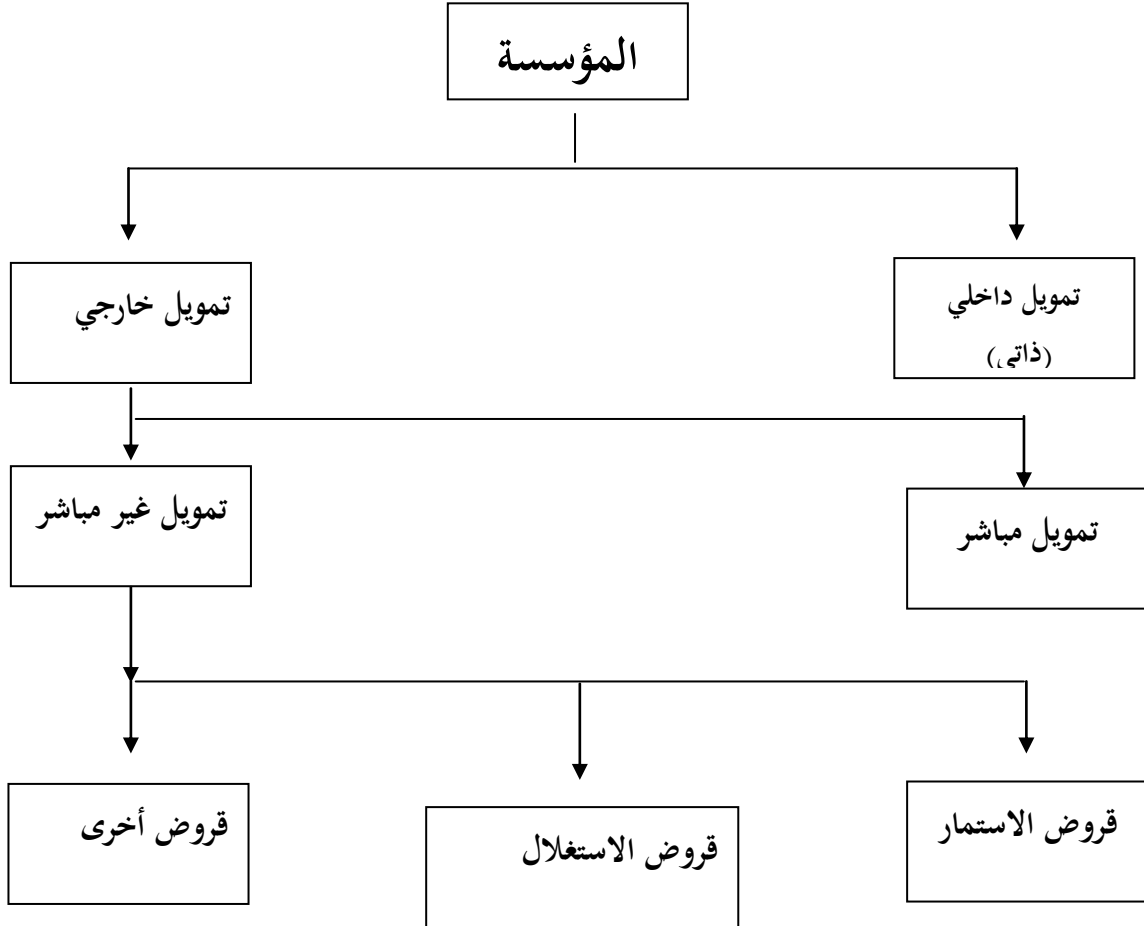 المؤسسة
تمويل داخلي
(ذاتي)
تمويل خارجي
تمويل مباشر
تمويل غير مباشر
قروض الاستمار
قروض الاستغلال
قروض أخرى